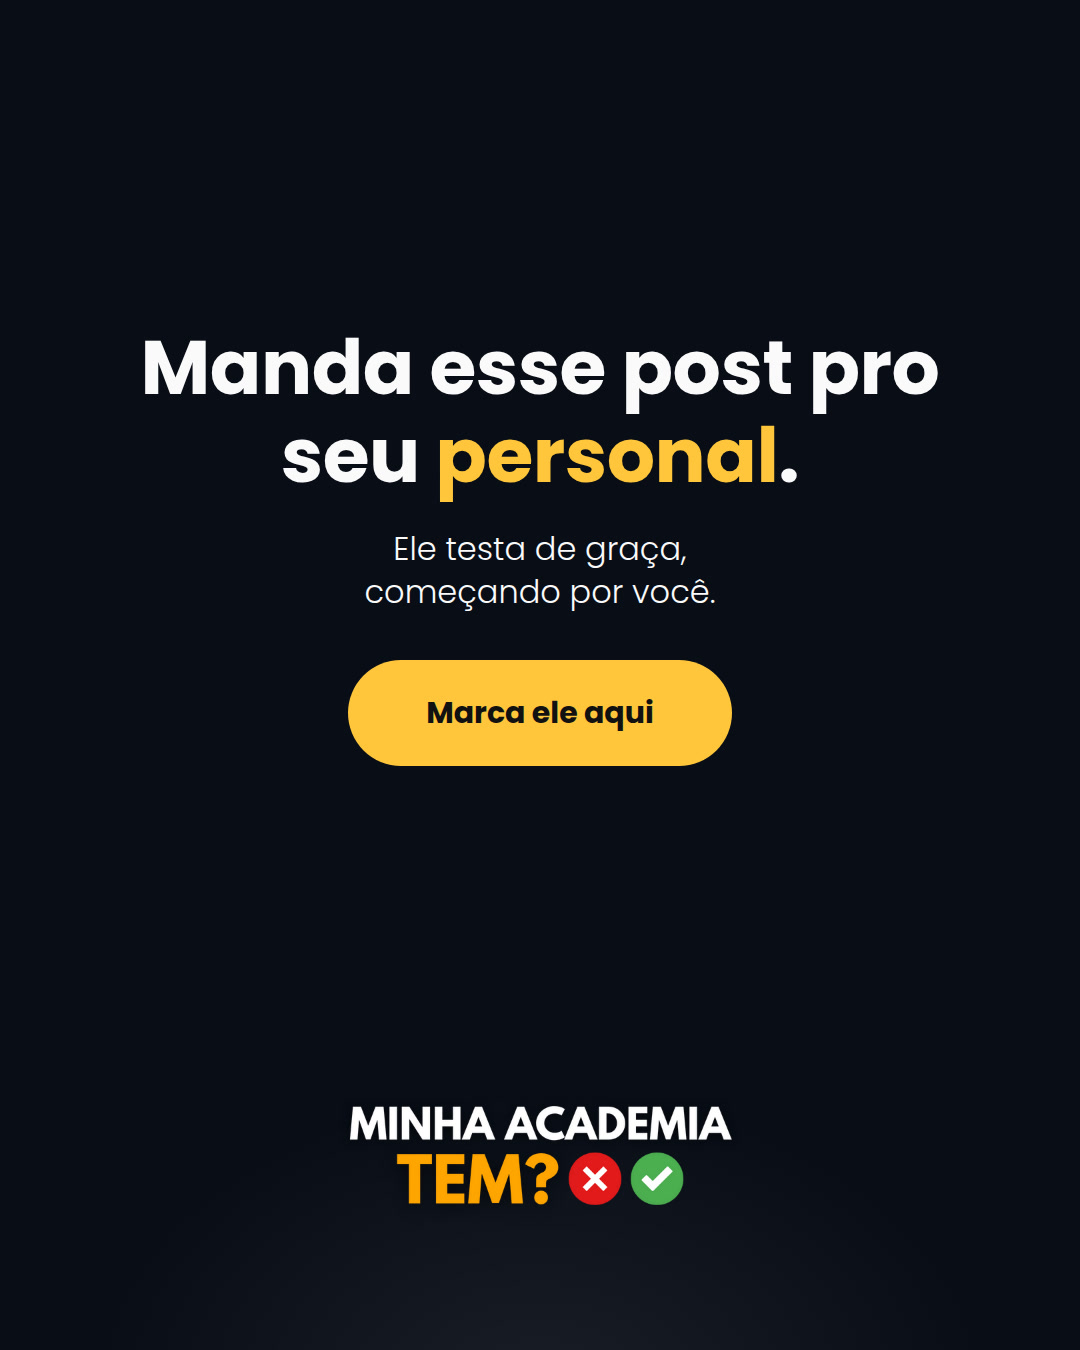 Manda esse post pro
seu personal.
Ele testa de graça,
começando por você.
Marca ele aqui
MINHA ACADEMIA
TEM?